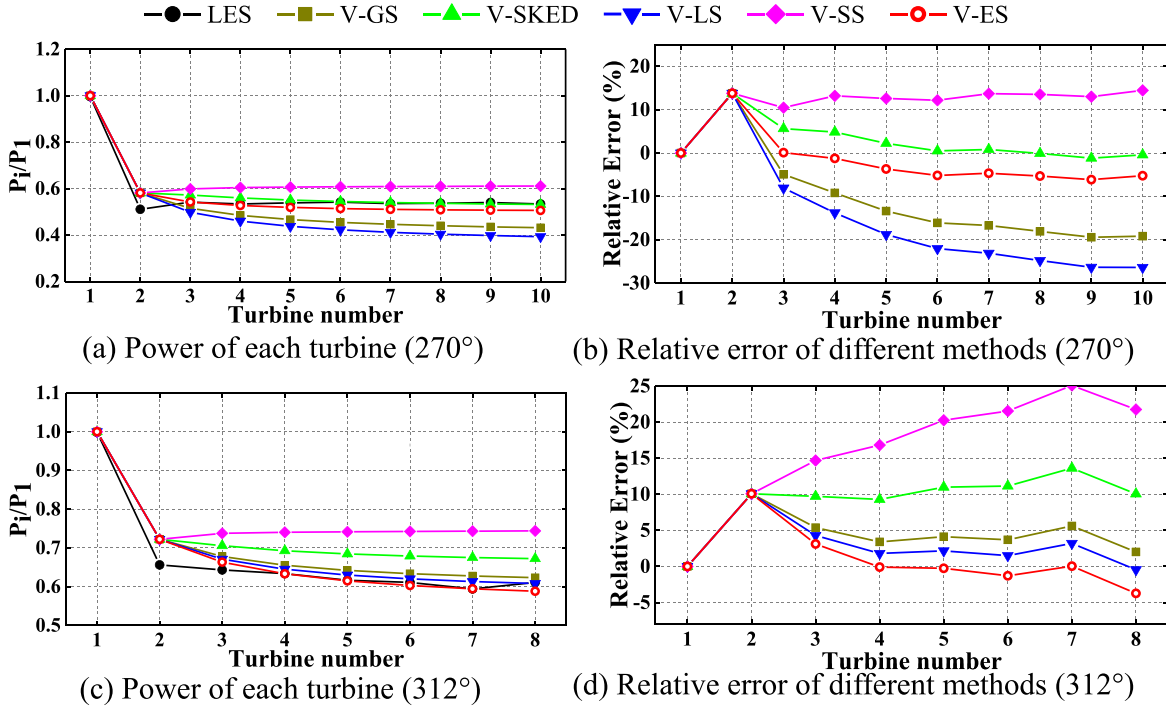 LES V-GS V-SKED V-LS V-SS V-ES
1.2
1.0
0.8
0.6
0.4
0.2
Pi/P1
1 2 3 4 5 6 7 8 9 10
Turbine number
(a) Power of each turbine (270°)
20
10
0
-10
-20
-30
Relative Error (%)
1 2 3 4 5 6 7 8 9 10
Turbine number
(b) Relative error of different methods (270°)
1.1
1.0
0.9
0.8
0.7
0.6
0.5
Pi/P1
1 2 3 4 5 6 7 8
Turbine number
(c) Power of each turbine (312°)
25
20
15
10
5
0
-5
Relative Error (%)
1 2 3 4 5 6 7 8
Turbine number
(d) Relative error of different methods (312°)